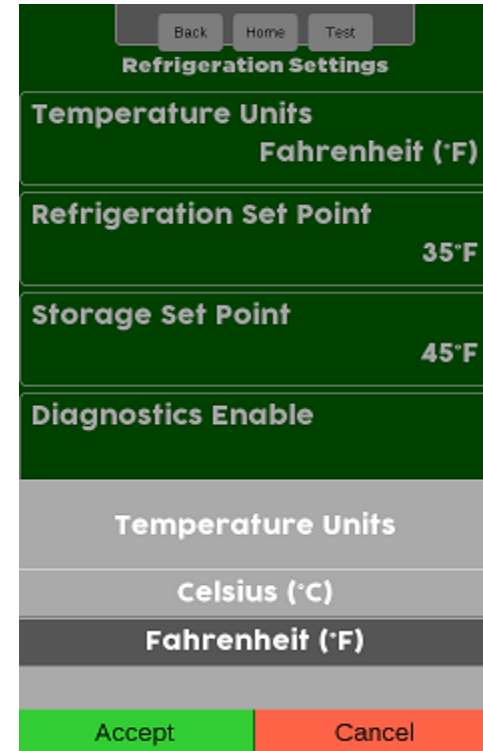 Back Home Test
Refrigeration Settings
Temperature Units
Fahrenheit (°F)
Refrigeration Set Point
35°F
Storage Set Point
45°F
Diagnostics Enable
Temperature Units
Celsius (°C)
Fahrenheit (°F)
Accept Cancel